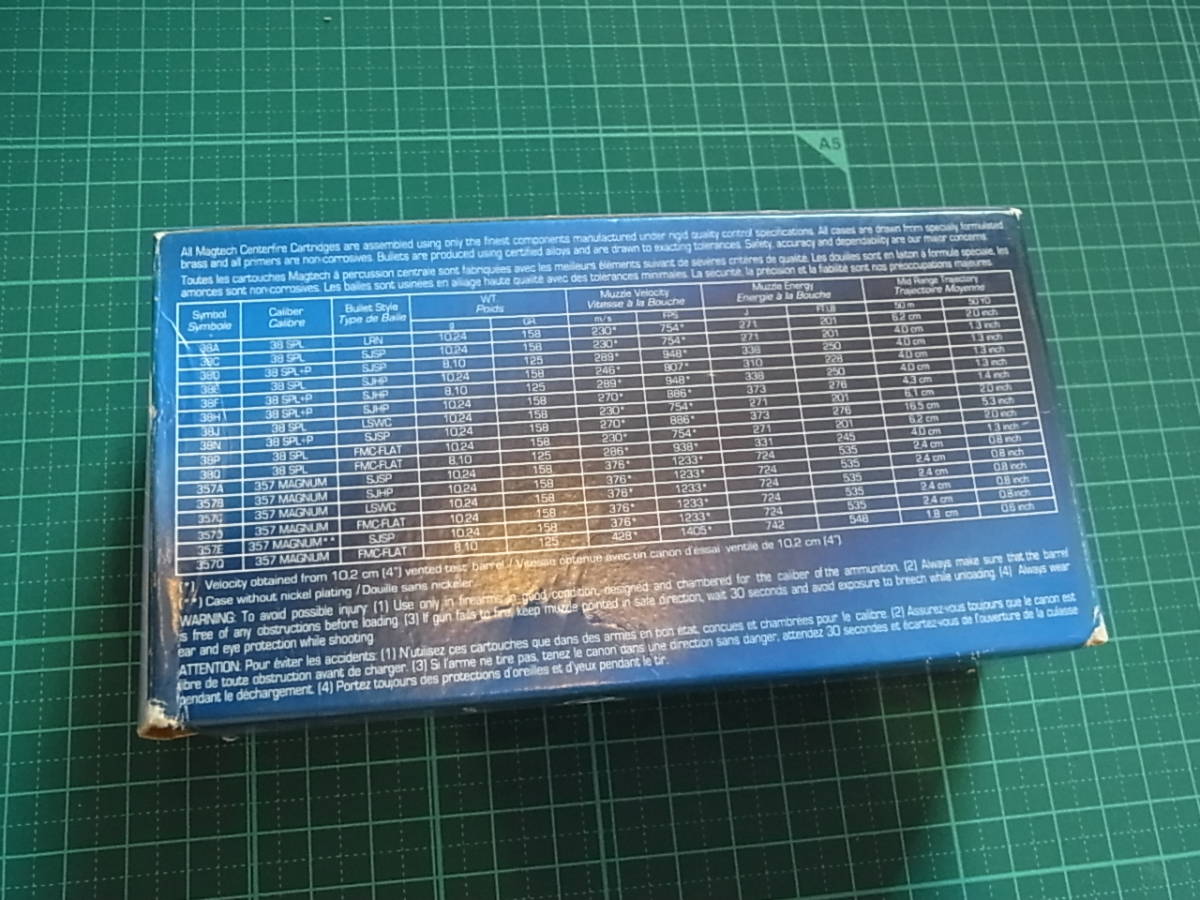 All Magtech Centerfire Cartridges are assembled using only the finest components manufactured under rigid quality control specifications. All cases are drawn from specially formulated
brass and all primers are non-corrosives. Bullets are produced using certified alloys and are drawn to exacting tolerances. Safety, accuracy and dependability are our major concerns.
Toutes les cartouches Magtech à percussion centrale sont fabriquées avec les meilleurs éléments suivant de sévères critères de qualité. Les douilles sont en laiton à formule spéciale, les
amorces sont non-corrosives. Les balles sont usinées en alliage haute qualité avec des tolérances minimales. La sécurité, la précision et la fiabilité sont nos préoccupations majeures.
Symbol Caliber Bullet Style WT Muzzle Velocity Muzzle Energy Mid Range Trajectory
Symbole Calibre Type de Balle Poids Vitesse à la Bouche Energie à la Bouche Trajectoire Moyenne
g GR m/s FPS J FT.LB 50 m 50 YD
38A 38 SPL LRN 10.24 158 230* 754* 271 201
38C 38 SPL SJSP 10.24 158 230* 754* 271 201 6.2 cm 2.0 inch
38D 38 SPL+P SJSP 8.10 125 289* 948* 338 250 4.0 cm 1.3 inch
38E 38 SPL SJHP 10.24 158 246* 807* 310 228 4.0 cm 1.3 inch
38F 38 SPL+P SJHP 8.10 125 289* 948* 338 250 4.0 cm 1.3 inch
38H 38 SPL+P SJHP 10.24 158 270* 886* 373 276 4.3 cm 1.4 inch
38J 38 SPL LSWC 10.24 158 230* 754* 271 201 6.1 cm 2.0 inch
38N 38 SPL+P SJSP 10.24 158 270* 886* 373 276 16.5 cm 5.3 inch
38P 38 SPL FMC-FLAT 10.24 158 230* 754* 271 201 6.2 cm 2.0 inch
38Q 38 SPL FMC-FLAT 8.10 125 286* 938* 331 245 4.0 cm 1.3 inch
357A 357 MAGNUM SJSP 10.24 158 376* 1233* 724 535 2.4 cm 0.8 inch
357B 357 MAGNUM SJHP 10.24 158 376* 1233* 724 535 2.4 cm 0.8 inch
357C 357 MAGNUM LSWC 10.24 158 376* 1233* 724 535 2.4 cm 0.8 inch
357D 357 MAGNUM FMC-FLAT 10.24 158 376* 1233* 724 535 2.4 cm 0.8 inch
357E 357 MAGNUM** SJSP 10.24 158 376* 1233* 724 535 2.4 cm 0.8 inch
357Q 357 MAGNUM FMC-FLAT 8.10 125 428* 1405* 742 548 1.8 cm 0.6 inch
(*) Velocity obtained from 10.2 cm (4") vented test barrel / Vitesse obtenue avec un canon d'essai ventile de 10.2 cm (4")
(**) Case without nickel plating / Douille sans nickeler
WARNING: To avoid possible injury (1) Use only in firearms in good condition, designed and chambered for the caliber of the ammunition. (2) Always make sure that the barrel
is free of any obstructions before loading. (3) If gun fails to fire, keep muzzle pointed in safe direction, wait 30 seconds and avoid exposure to breech while unloading. (4) Always wear
ear and eye protection while shooting.
ATTENTION: Pour éviter les accidents: (1) N'utilisez ces cartouches que dans des armes en bon état, conçues et chambrées pour le calibre. (2) Assurez-vous toujours que le canon est
libre de toute obstruction avant de charger. (3) Si l'arme ne tire pas, tenez le canon dans une direction sans danger, attendez 30 secondes et écartez-vous de l'ouverture de la culasse
pendant le déchargement. (4) Portez toujours des protections d'oreilles et d'yeux pendant le tir.
A5